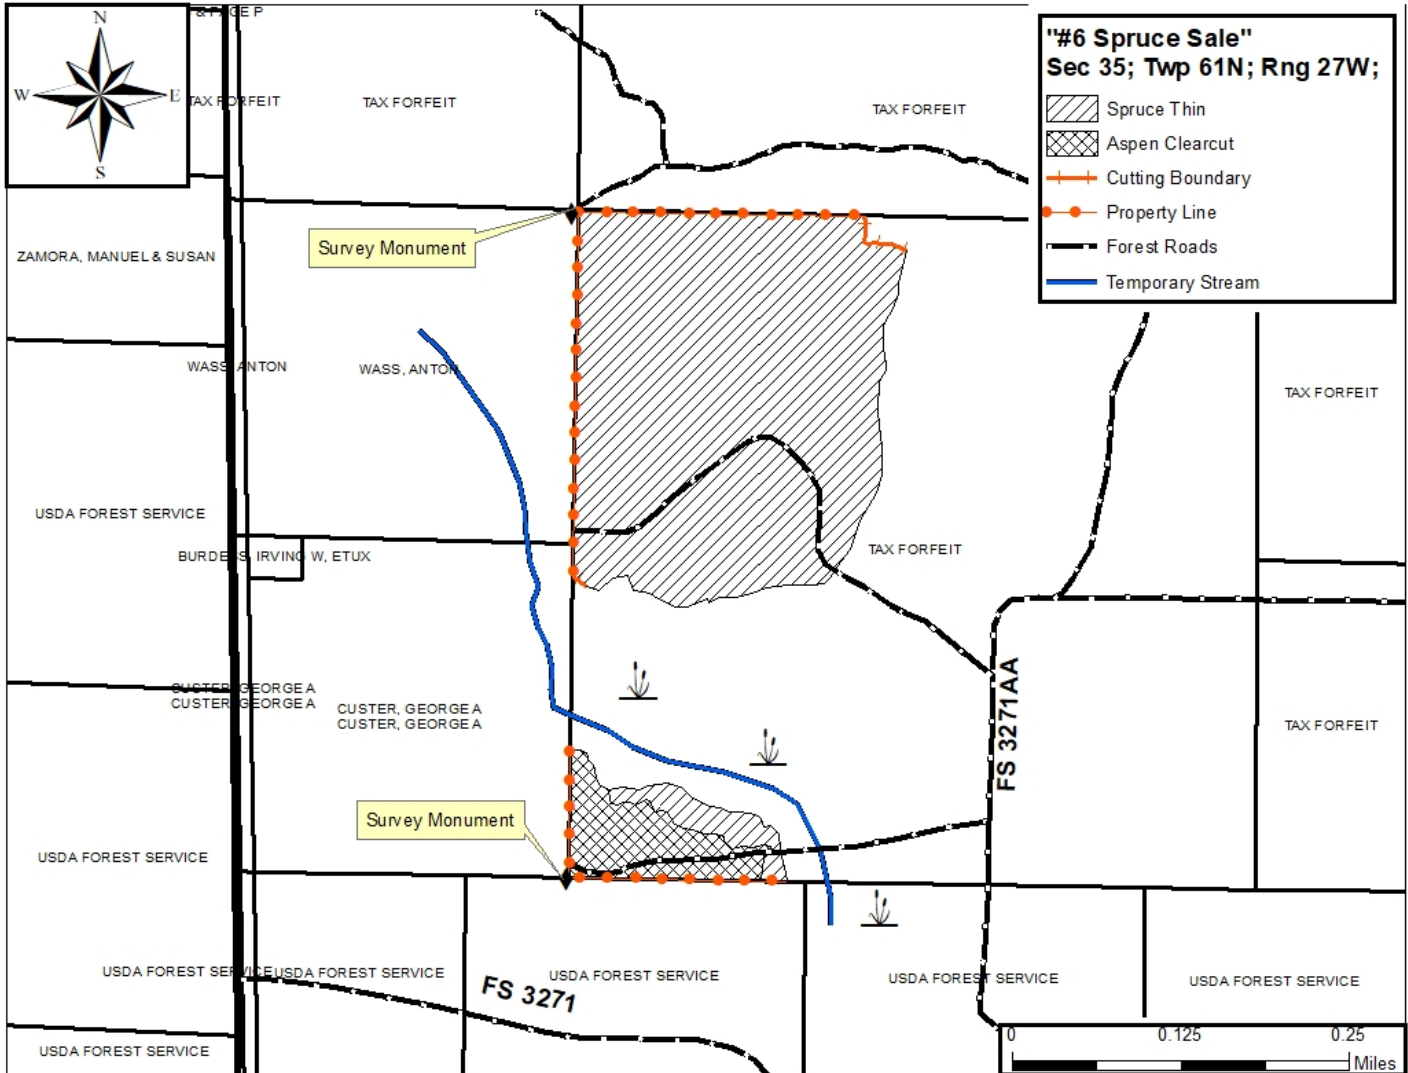 N
W E
S
& PAGE P
TAX FORFEIT
TAX FORFEIT
TAX FORFEIT
"#6 Spruce Sale"
Sec 35; Twp 61N; Rng 27W;
Spruce Thin
Aspen Clearcut
Cutting Boundary
Property Line
Forest Roads
Temporary Stream
Survey Monument
ZAMORA, MANUEL & SUSAN
WASS, ANTON
WASS, ANTON
TAX FORFEIT
USDA FOREST SERVICE
BURDESS, IRVING W, ETUX
TAX FORFEIT
CUSTER, GEORGE A
CUSTER, GEORGE A
CUSTER, GEORGE A
CUSTER, GEORGE A
FS 3271AA
TAX FORFEIT
Survey Monument
USDA FOREST SERVICE
USDA FOREST SERVICE
USDA FOREST SERVICE
FS 3271
USDA FOREST SERVICE
USDA FOREST SERVICE
USDA FOREST SERVICE
USDA FOREST SERVICE
0 0.125 0.25
Miles